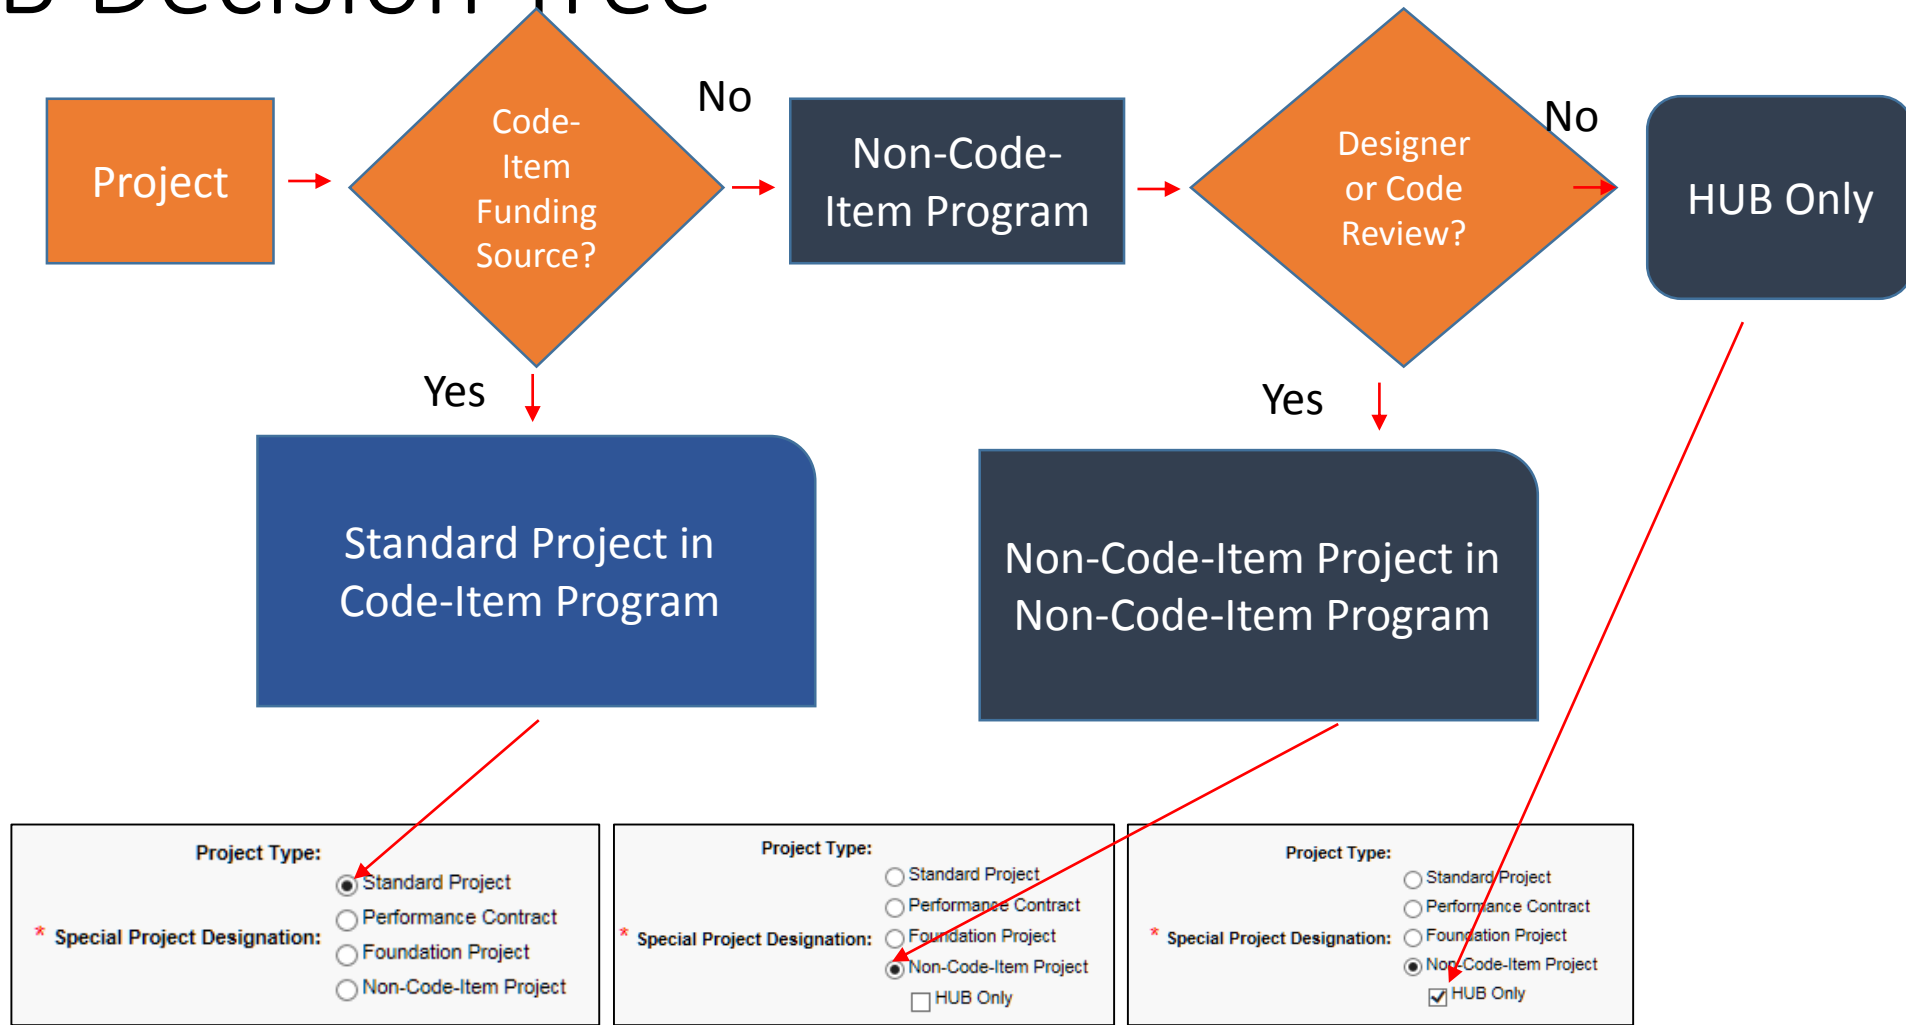 B Decision Tree
Project
Code-
Item
Funding
Source?
No
Non-Code-
Item Program
Designer
or Code
Review?
No
HUB Only
Yes
Yes
Standard Project in
Code-Item Program
Non-Code-Item Project in
Non-Code-Item Program
Project Type:
* Special Project Designation:
Standard Project
Performance Contract
Foundation Project
Non-Code-Item Project
Project Type:
* Special Project Designation:
Standard Project
Performance Contract
Foundation Project
Non-Code-Item Project
HUB Only
Project Type:
* Special Project Designation:
Standard Project
Performance Contract
Foundation Project
Non-Code-Item Project
HUB Only